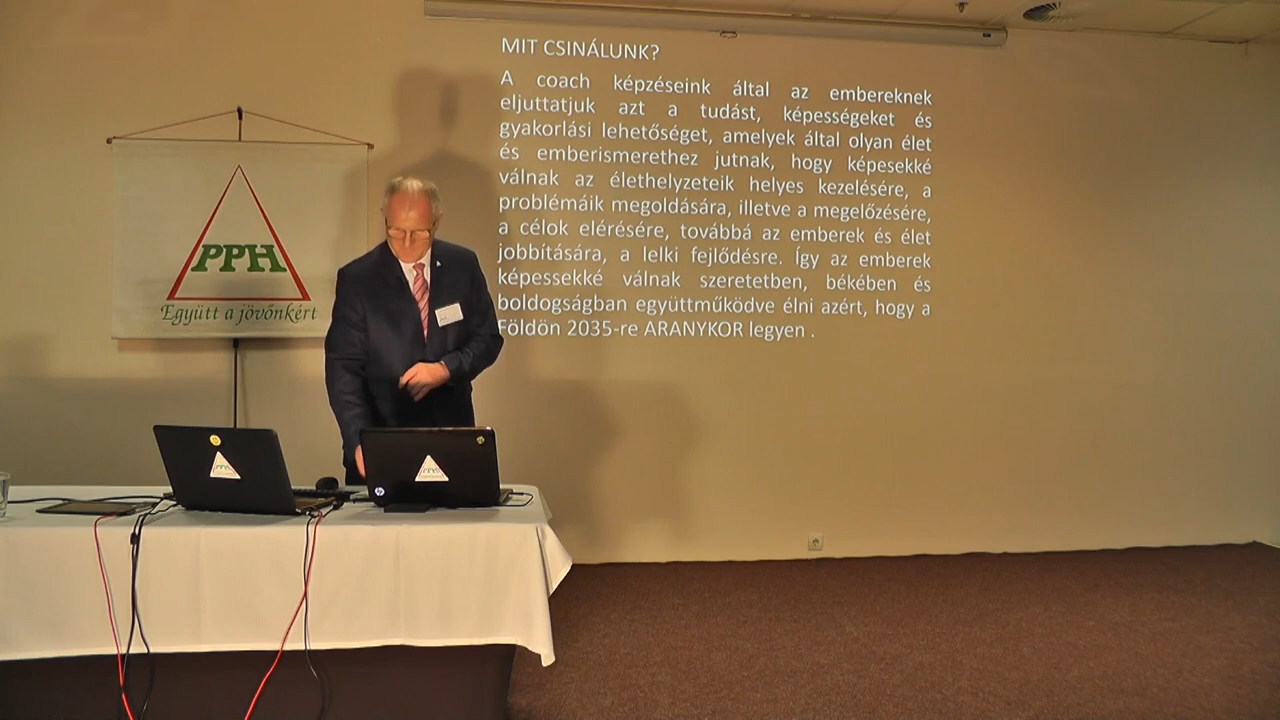 MIT CSINÁLUNK?
A coach képzéseink által az embereknek
eljuttatjuk azt a tudást, képességeket és
gyakorlási lehetőséget, amelyek által olyan élet
és emberismerethez jutnak, hogy képesekké
válnak az élethelyzeteik helyes kezelésére, a
problémáik megoldására, illetve a megelőzésére,
a célok elérésére, továbbá az emberek és élet
jobbítására, a lelki fejlődésre. Így az emberek
képessekké válnak szeretetben, békében és
boldogságban együttműködve élni azért, hogy a
Földön 2035-re ARANYKOR legyen .
PPH
Együtt a jövőnkért
PPH
PPH
hp